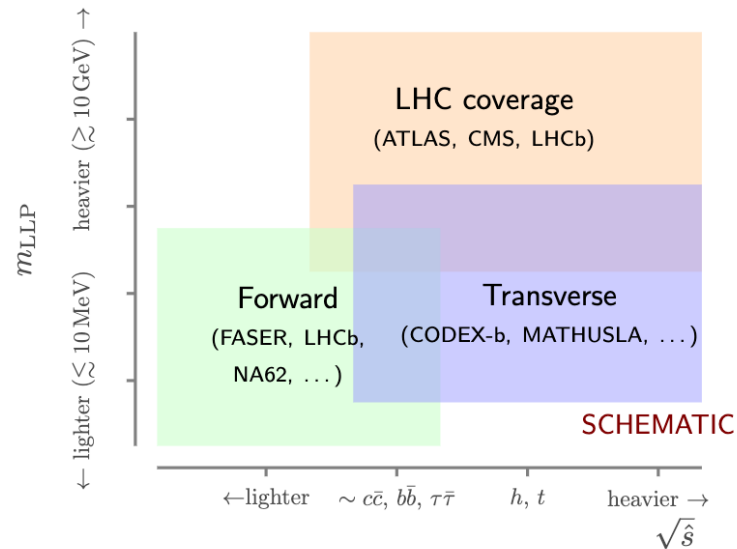 LHC coverage
(ATLAS, CMS, LHCb)
Forward
(FASER, LHCb,
NA62, ...)
Transverse
(CODEX-b, MATHUSLA, ...)
SCHEMATIC
m_LLP
heavier (≳ 10 GeV) →
← lighter (≲ 10 MeV)
←lighter
∼ cc̄, bb̄, ττ̄
h, t
heavier →
√ŝ